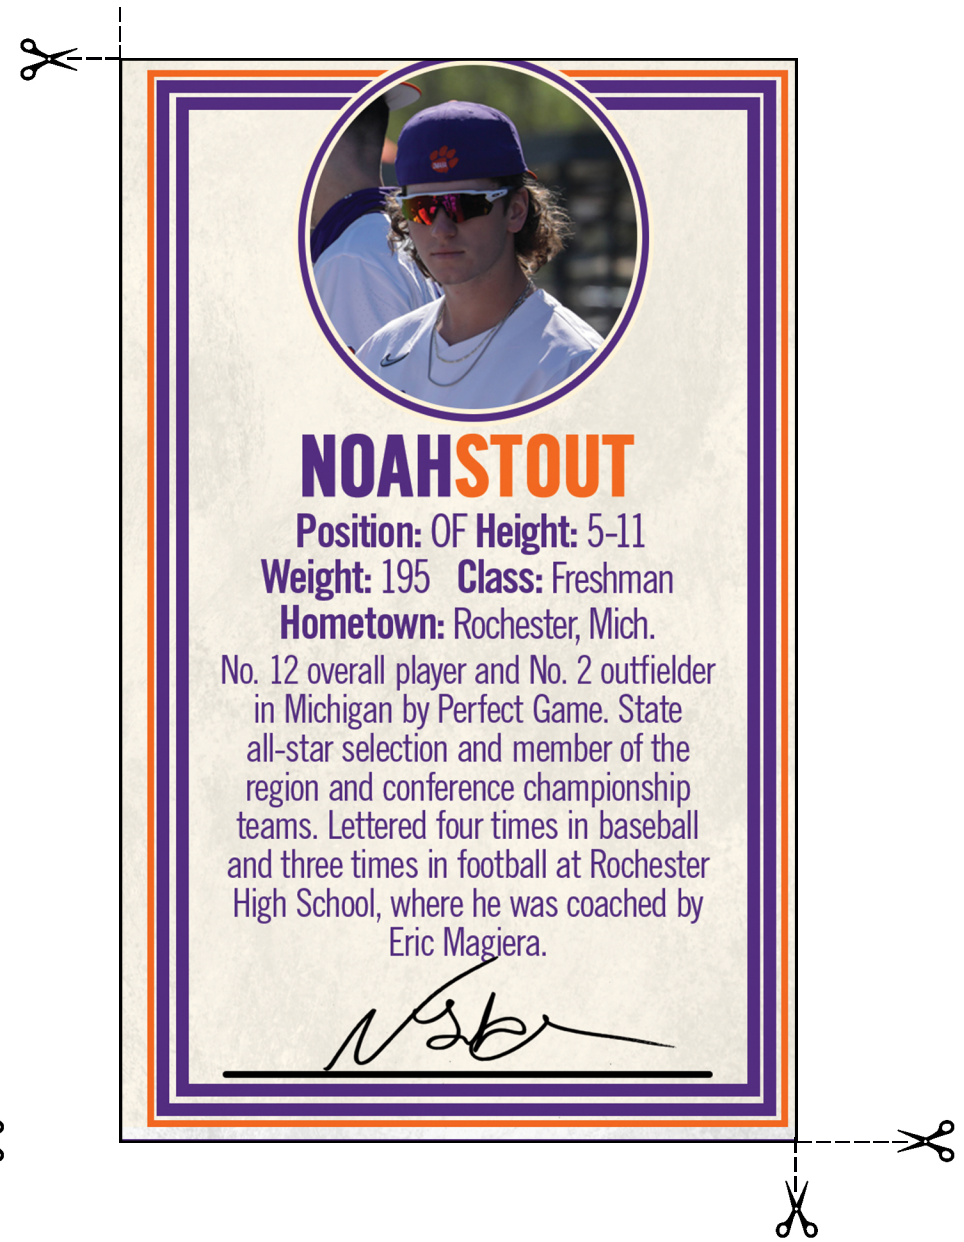 NOAHSTOUT
Position: OF Height: 5-11
Weight: 195 Class: Freshman
Hometown: Rochester, Mich.
No. 12 overall player and No. 2 outfielder
in Michigan by Perfect Game. State
all-star selection and member of the
region and conference championship
teams. Lettered four times in baseball
and three times in football at Rochester
High School, where he was coached by
Eric Magiera.